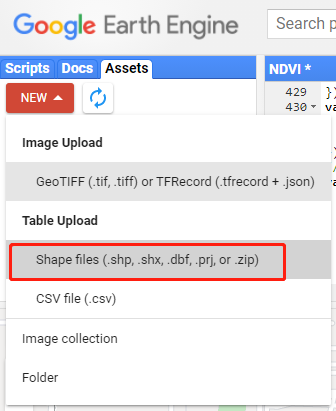 Google Earth Engine
Search p
Scripts Docs Assets
NDVI *
NEW
429 })
430 va
Image Upload
GeoTIFF (.tif, .tiff) or TFRecord (.tfrecord + .json)
Table Upload
Shape files (.shp, .shx, .dbf, .prj, or .zip)
CSV file (.csv)
Image collection
Folder